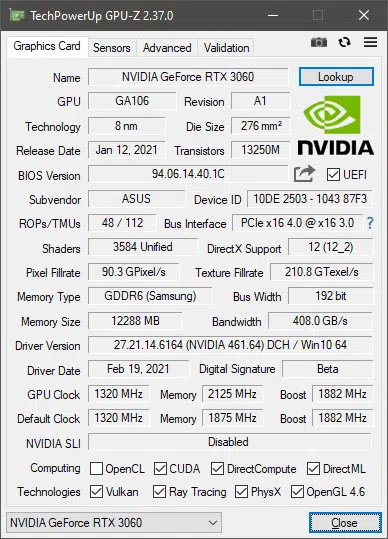 TechPowerUp GPU-Z 2.37.0
Graphics Card Sensors Advanced Validation
Name NVIDIA GeForce RTX 3060 Lookup
GPU GA106 Revision A1
Technology 8 nm Die Size 276 mm²
Release Date Jan 12, 2021 Transistors 13250M
NVIDIA
BIOS Version 94.06.14.40.1C UEFI
Subvendor ASUS Device ID 10DE 2503 - 1043 87F3
ROPs/TMUs 48 / 112 Bus Interface PCIe x16 4.0 @ x16 3.0 ?
Shaders 3584 Unified DirectX Support 12 (12_2)
Pixel Fillrate 90.3 GPixel/s Texture Fillrate 210.8 GTexel/s
Memory Type GDDR6 (Samsung) Bus Width 192 bit
Memory Size 12288 MB Bandwidth 408.0 GB/s
Driver Version 27.21.14.6164 (NVIDIA 461.64) DCH / Win10 64
Driver Date Feb 19, 2021 Digital Signature Beta
GPU Clock 1320 MHz Memory 2125 MHz Boost 1882 MHz
Default Clock 1320 MHz Memory 1875 MHz Boost 1882 MHz
NVIDIA SLI Disabled
Computing OpenCL CUDA DirectCompute DirectML
Technologies Vulkan Ray Tracing PhysX OpenGL 4.6
NVIDIA GeForce RTX 3060 Close